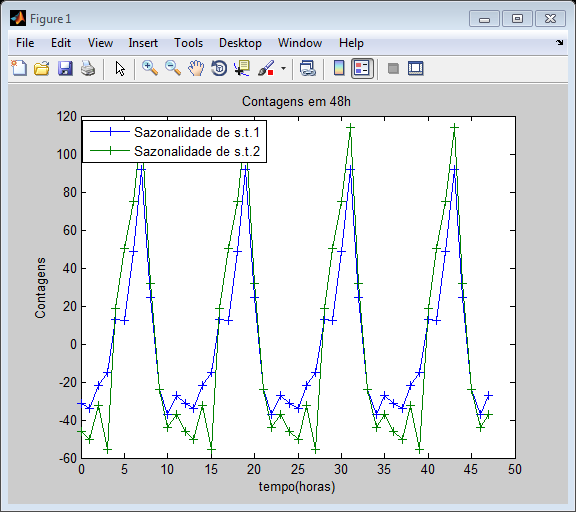 Figure 1
File Edit View Insert Tools Desktop Window Help
Contagens em 48h
Sazonalidade de s.t.1
Sazonalidade de s.t.2
120
100
80
60
40
20
0
-20
-40
-60
Contagens
0 5 10 15 20 25 30 35 40 45 50
tempo(horas)